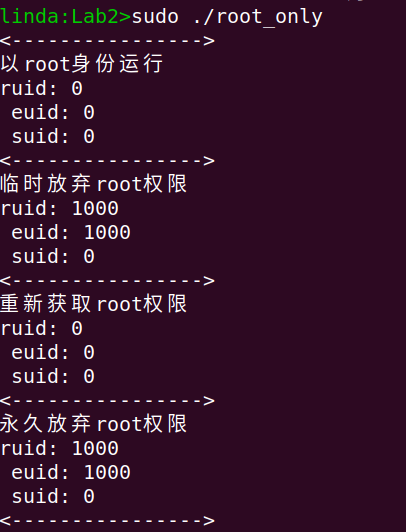 linda:Lab2>sudo ./root_only
<---------------->
以root身份运行
ruid: 0
 euid: 0
 suid: 0
<---------------->
临时放弃root权限
ruid: 1000
 euid: 1000
 suid: 0
<---------------->
重新获取root权限
ruid: 0
 euid: 0
 suid: 0
<---------------->
永久放弃root权限
ruid: 1000
 euid: 1000
 suid: 0
<---------------->